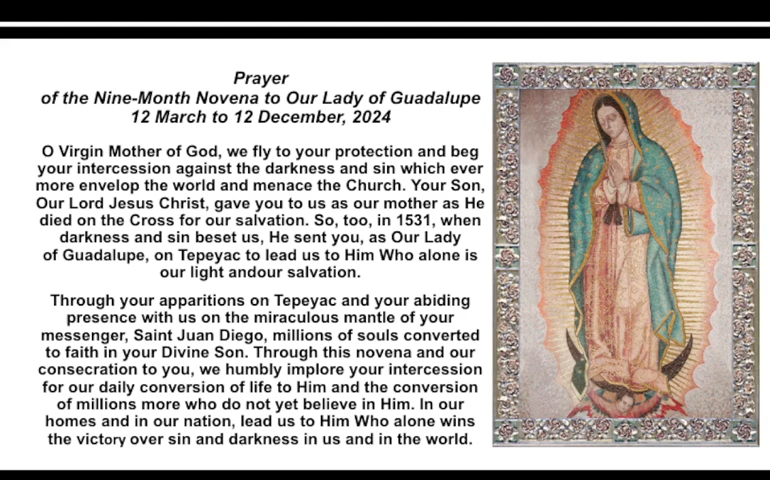 Prayer
of the Nine-Month Novena to Our Lady of Guadalupe
12 March to 12 December, 2024
O Virgin Mother of God, we fly to your protection and beg
your intercession against the darkness and sin which ever
more envelop the world and menace the Church. Your Son,
Our Lord Jesus Christ, gave you to us as our mother as He
died on the Cross for our salvation. So, too, in 1531, when
darkness and sin beset us, He sent you, as Our Lady
of Guadalupe, on Tepeyac to lead us to Him Who alone is
our light andour salvation.
Through your apparitions on Tepeyac and your abiding
presence with us on the miraculous mantle of your
messenger, Saint Juan Diego, millions of souls converted
to faith in your Divine Son. Through this novena and our
consecration to you, we humbly implore your intercession
for our daily conversion of life to Him and the conversion
of millions more who do not yet believe in Him. In our
homes and in our nation, lead us to Him Who alone wins
the victory over sin and darkness in us and in the world.